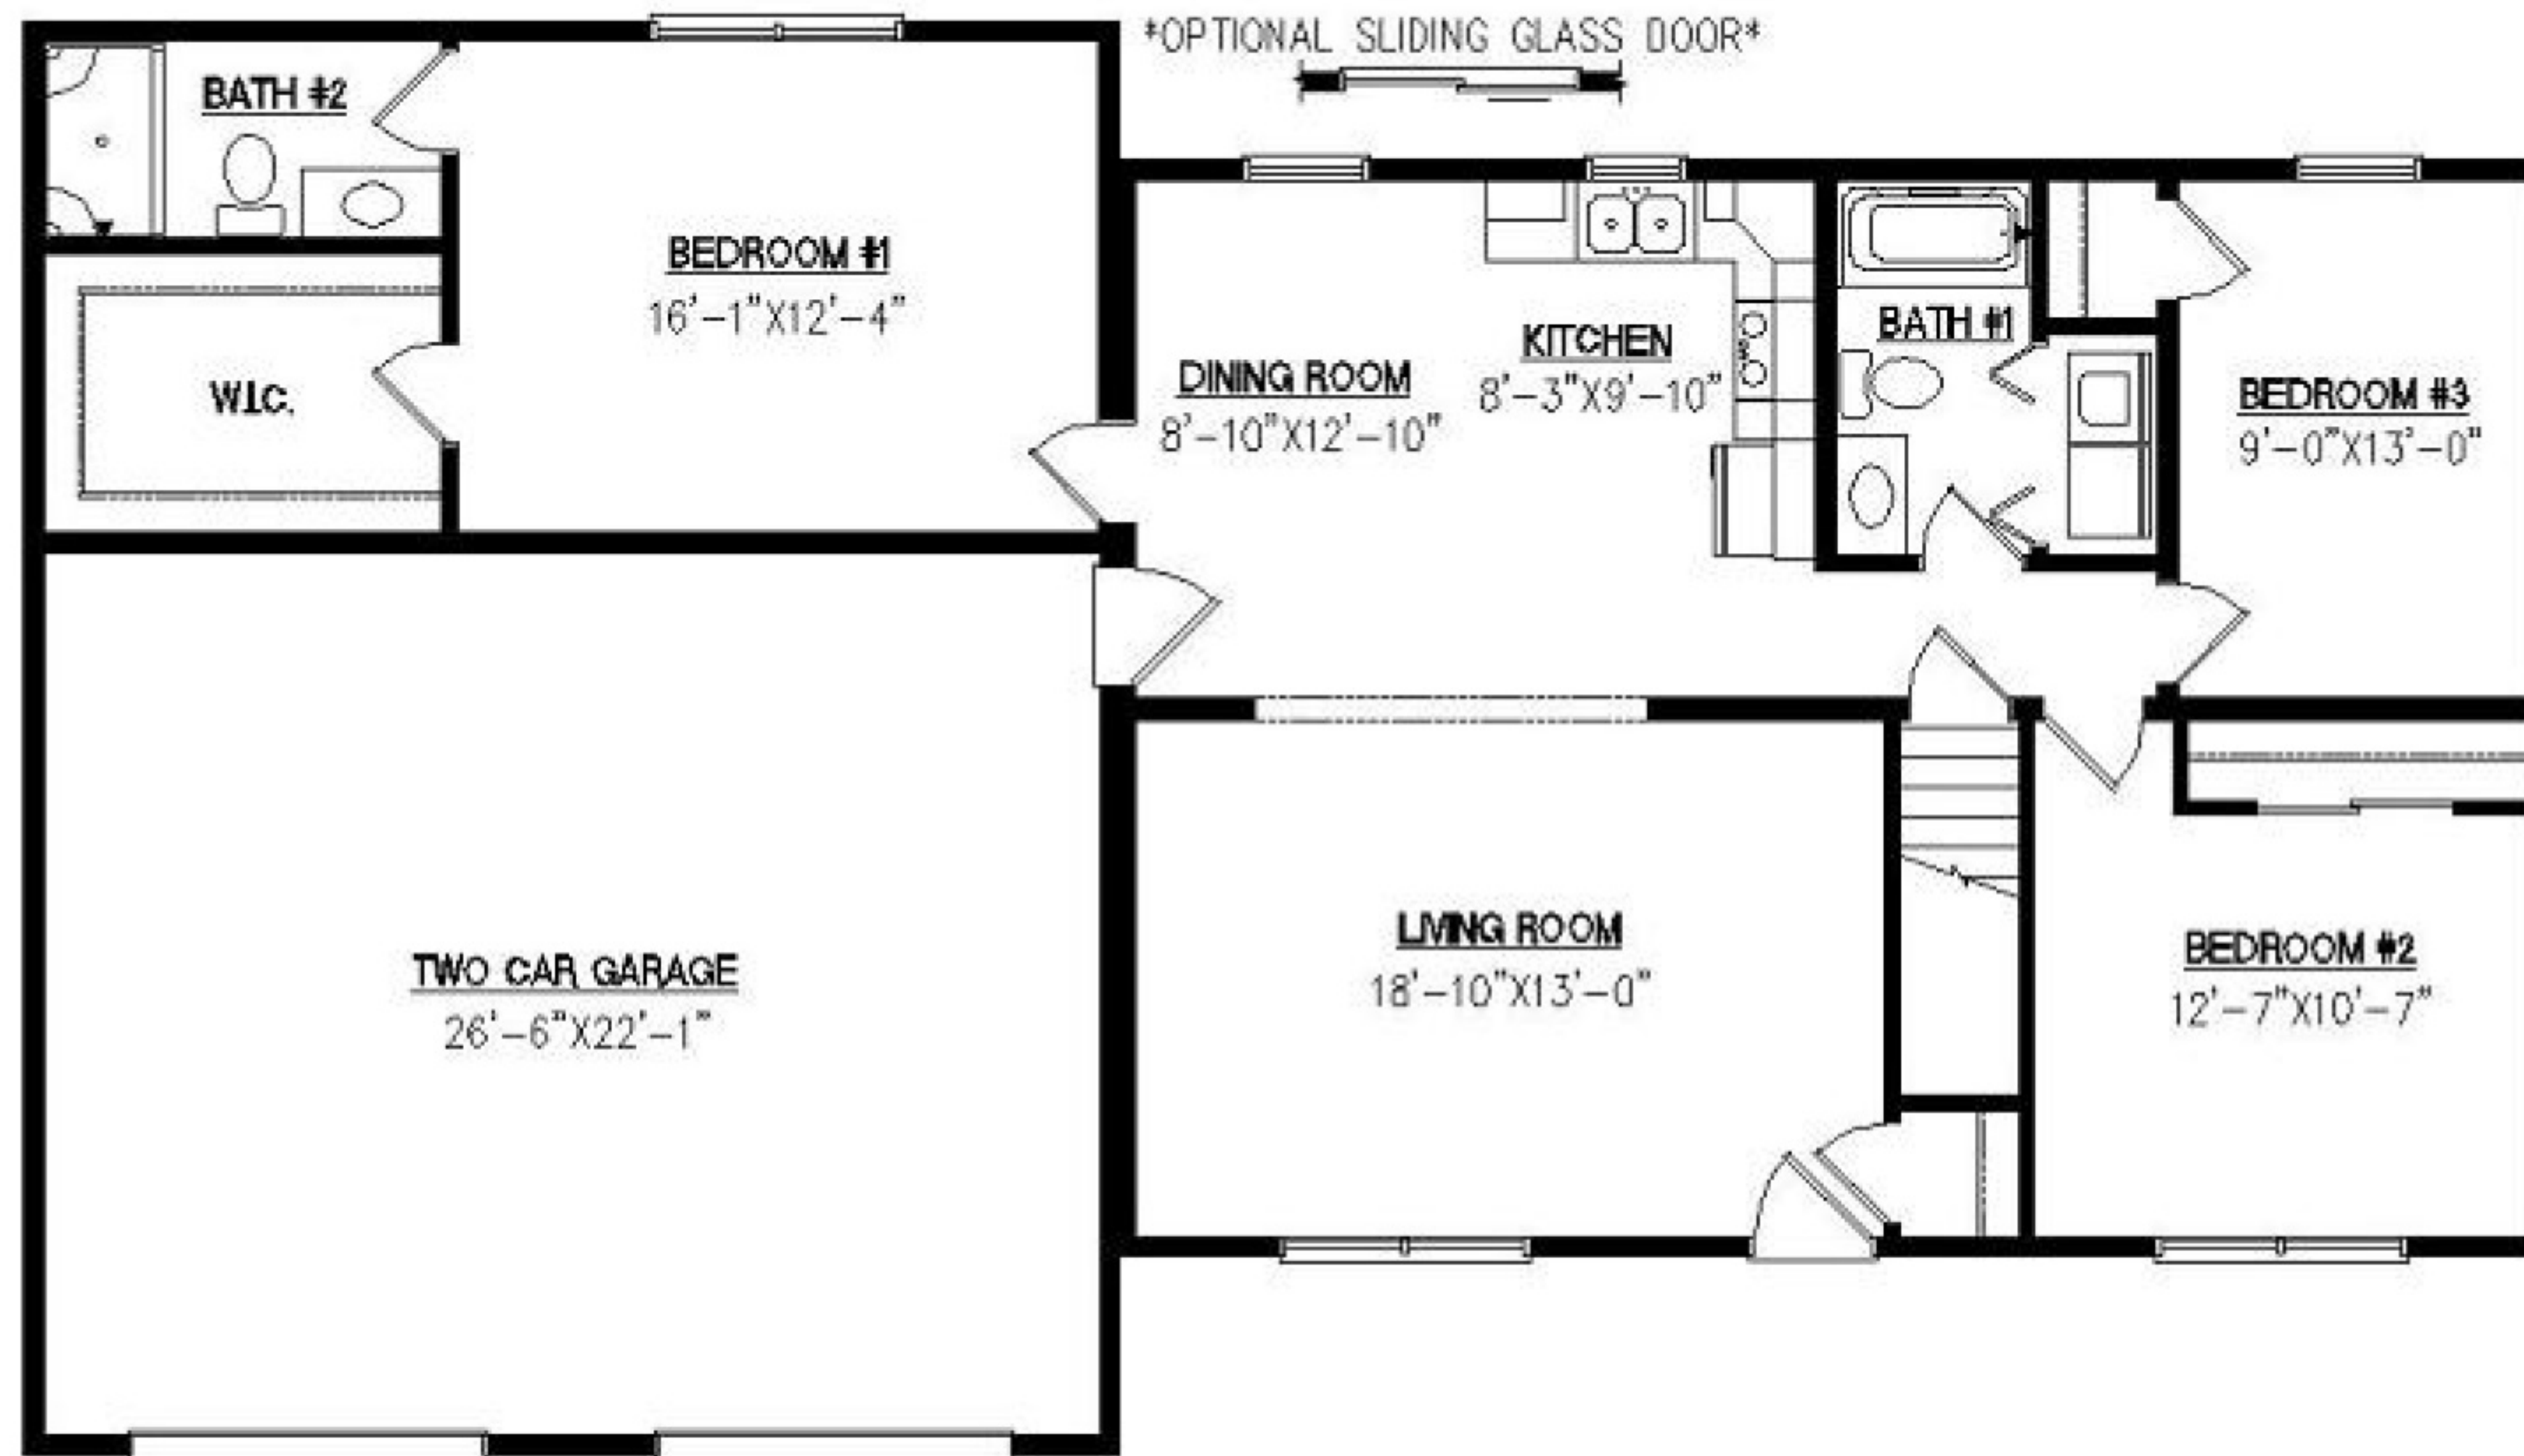 *OPTIONAL SLIDING GLASS DOOR*
BATH #2
BEDROOM #1
16'-1"X12'-4"
W.I.C.
DINING ROOM
8'-10"X12'-10"
KITCHEN
8'-3"X9'-10"
BATH #1
BEDROOM #3
9'-0"X13'-0"
TWO CAR GARAGE
26'-6"X22'-1"
LIVING ROOM
18'-10"X13'-0"
BEDROOM #2
12'-7"X10'-7"